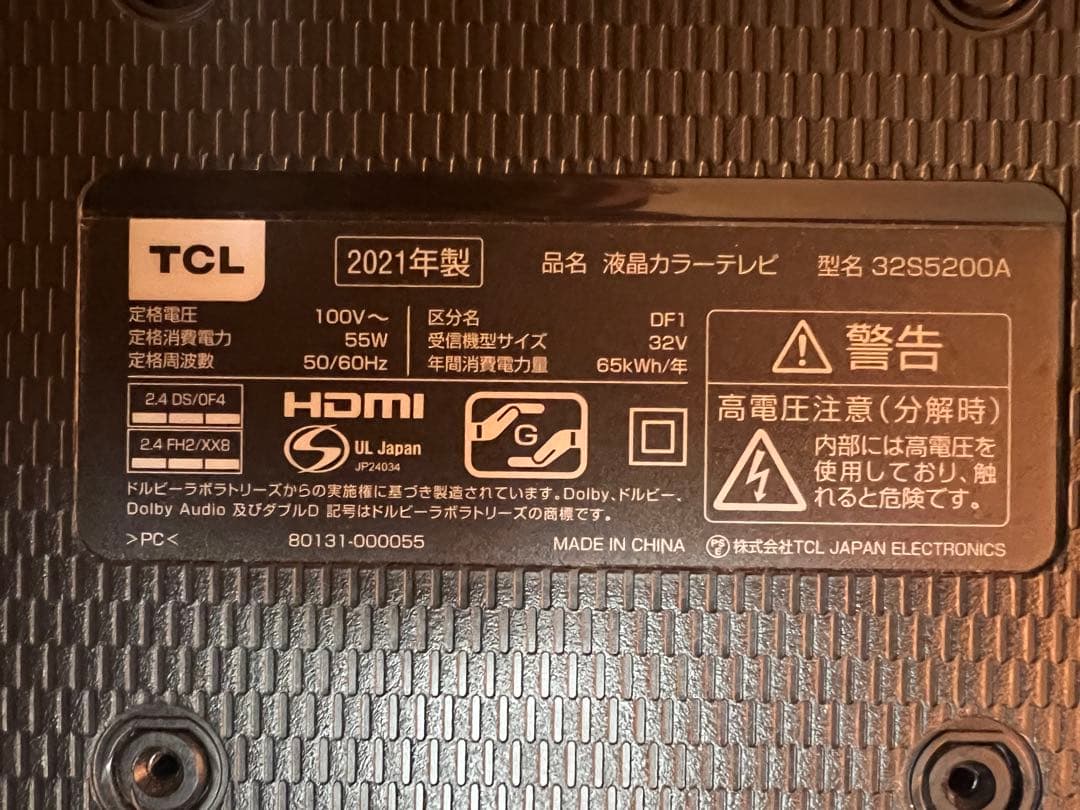 TCL
2021年製
品名 液晶カラーテレビ 型名 32S5200A
定格電圧 100V～
定格消費電力 55W
定格周波数 50/60Hz
区分名 DF1
受信機型サイズ 32V
年間消費電力量 65kWh/年
2.4 DS/OF4
2.4 FH2/XX8
HDMI
S
UL Japan
JP24034
G
警告
高電圧注意(分解時)
内部には高電圧を
使用しており、触
れると危険です。
ドルビーラボラトリーズからの実施権に基づき製造されています。Dolby、ドルビー、
Dolby Audio 及びダブルD 記号はドルビーラボラトリーズの商標です。
>PC< 80131-000055 MADE IN CHINA PSE 株式会社TCL JAPAN ELECTRONICS